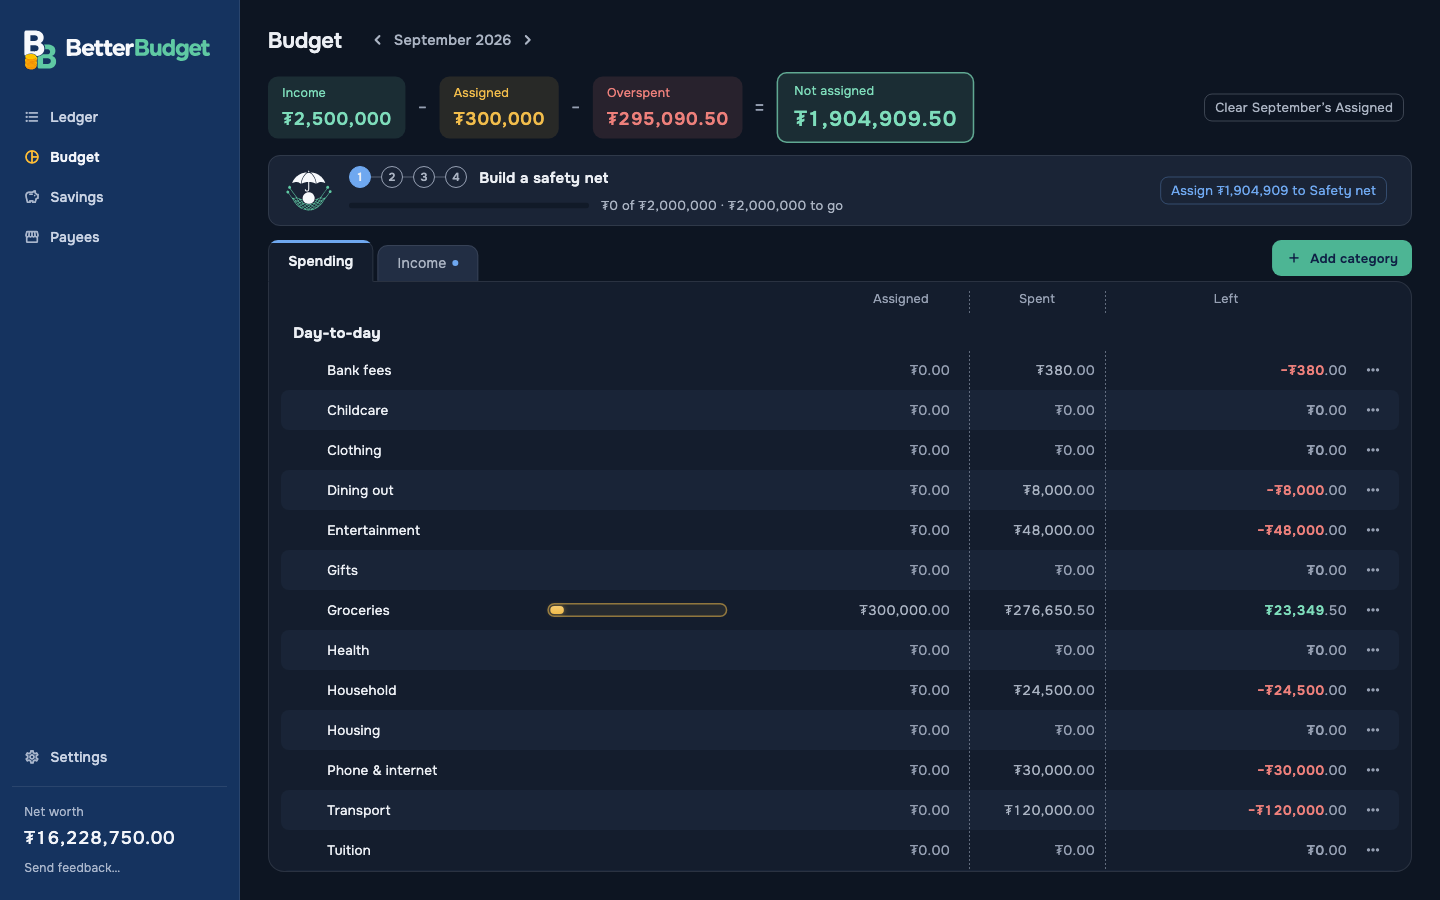 BetterBudget
Ledger
Budget
Savings
Payees
Settings
Net worth
₮16,228,750.00
Send feedback...
Budget
September 2026
Income
₮2,500,000
-
Assigned
₮300,000
-
Overspent
₮295,090.50
=
Not assigned
₮1,904,909.50
Clear September's Assigned
1 2 3 4 Build a safety net
₮0 of ₮2,000,000 · ₮2,000,000 to go
Assign ₮1,904,909 to Safety net
Spending
Income
+ Add category
Assigned Spent Left
Day-to-day
Bank fees ₮0.00 ₮380.00 -₮380.00
Childcare ₮0.00 ₮0.00 ₮0.00
Clothing ₮0.00 ₮0.00 ₮0.00
Dining out ₮0.00 ₮8,000.00 -₮8,000.00
Entertainment ₮0.00 ₮48,000.00 -₮48,000.00
Gifts ₮0.00 ₮0.00 ₮0.00
Groceries ₮300,000.00 ₮276,650.50 ₮23,349.50
Health ₮0.00 ₮0.00 ₮0.00
Household ₮0.00 ₮24,500.00 -₮24,500.00
Housing ₮0.00 ₮0.00 ₮0.00
Phone & internet ₮0.00 ₮30,000.00 -₮30,000.00
Transport ₮0.00 ₮120,000.00 -₮120,000.00
Tuition ₮0.00 ₮0.00 ₮0.00